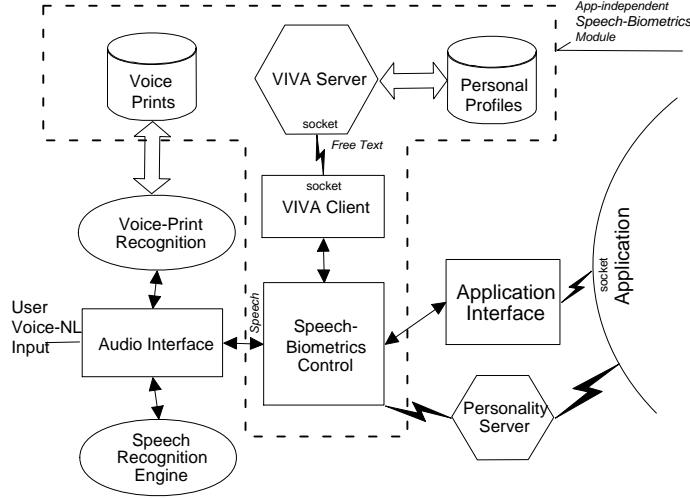 App-independent
Speech-Biometrics
Module
Voice
Prints
VIVA Server
socket
Personal
Profiles
Free Text
socket
VIVA Client
Voice-Print
Recognition
User
Voice-NL
Input
Audio Interface
Speech
Speech-
Biometrics
Control
Application
Interface
socket
Application
Personality
Server
Speech
Recognition
Engine